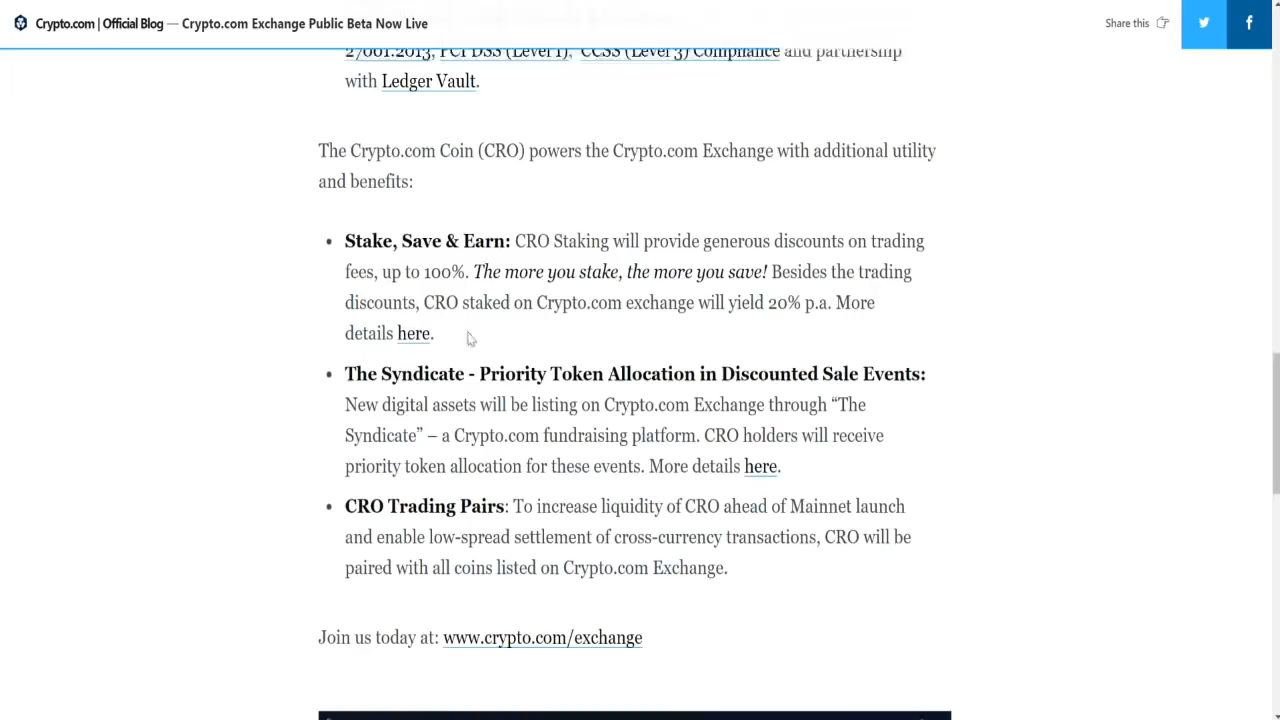 Crypto.com | Official Blog — Crypto.com Exchange Public Beta Now Live
Share this
27001:2013, PCI DSS (Level 1), CCSS (Level 3) Compliance and partnership
with Ledger Vault.
The Crypto.com Coin (CRO) powers the Crypto.com Exchange with additional utility
and benefits:
• Stake, Save & Earn: CRO Staking will provide generous discounts on trading
fees, up to 100%. The more you stake, the more you save! Besides the trading
discounts, CRO staked on Crypto.com exchange will yield 20% p.a. More
details here.
• The Syndicate - Priority Token Allocation in Discounted Sale Events:
New digital assets will be listing on Crypto.com Exchange through “The
Syndicate” – a Crypto.com fundraising platform. CRO holders will receive
priority token allocation for these events. More details here.
• CRO Trading Pairs: To increase liquidity of CRO ahead of Mainnet launch
and enable low-spread settlement of cross-currency transactions, CRO will be
paired with all coins listed on Crypto.com Exchange.
Join us today at: www.crypto.com/exchange